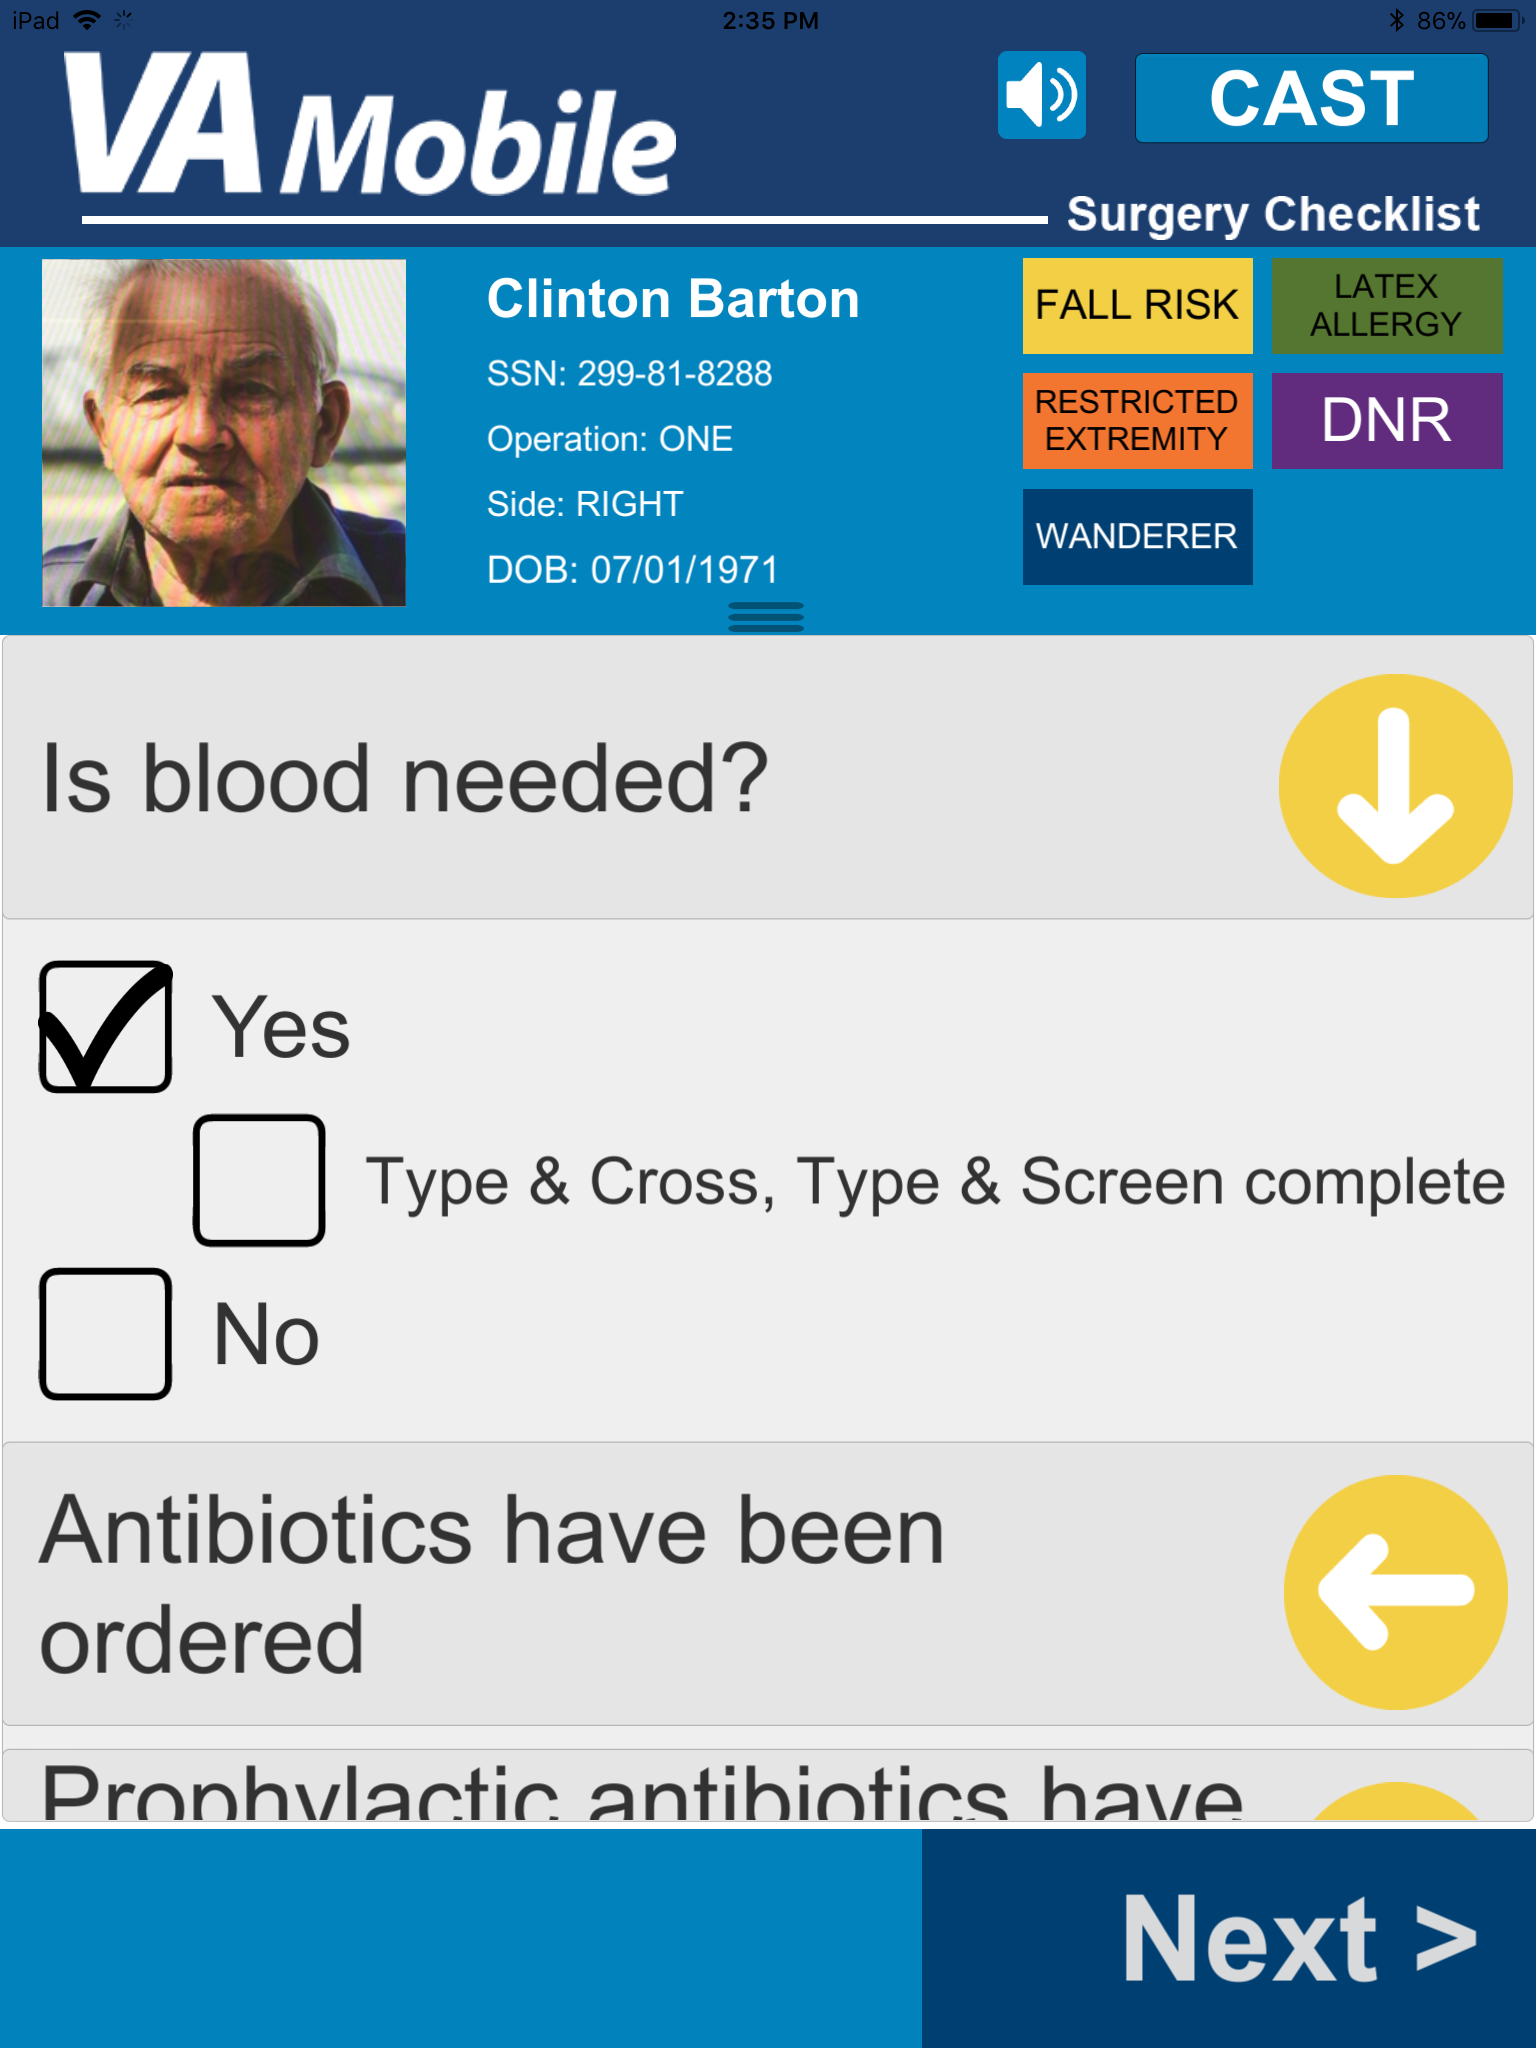 iPad 2:35 PM 86%
VA Mobile
CAST
Surgery Checklist
Clinton Barton
SSN: 299-81-8288
Operation: ONE
Side: RIGHT
DOB: 07/01/1971
FALL RISK
LATEX
ALLERGY
RESTRICTED
EXTREMITY
DNR
WANDERER
Is blood needed?
Yes
Type & Cross, Type & Screen complete
No
Antibiotics have been
ordered
Prophylactic antibiotics have
Next >